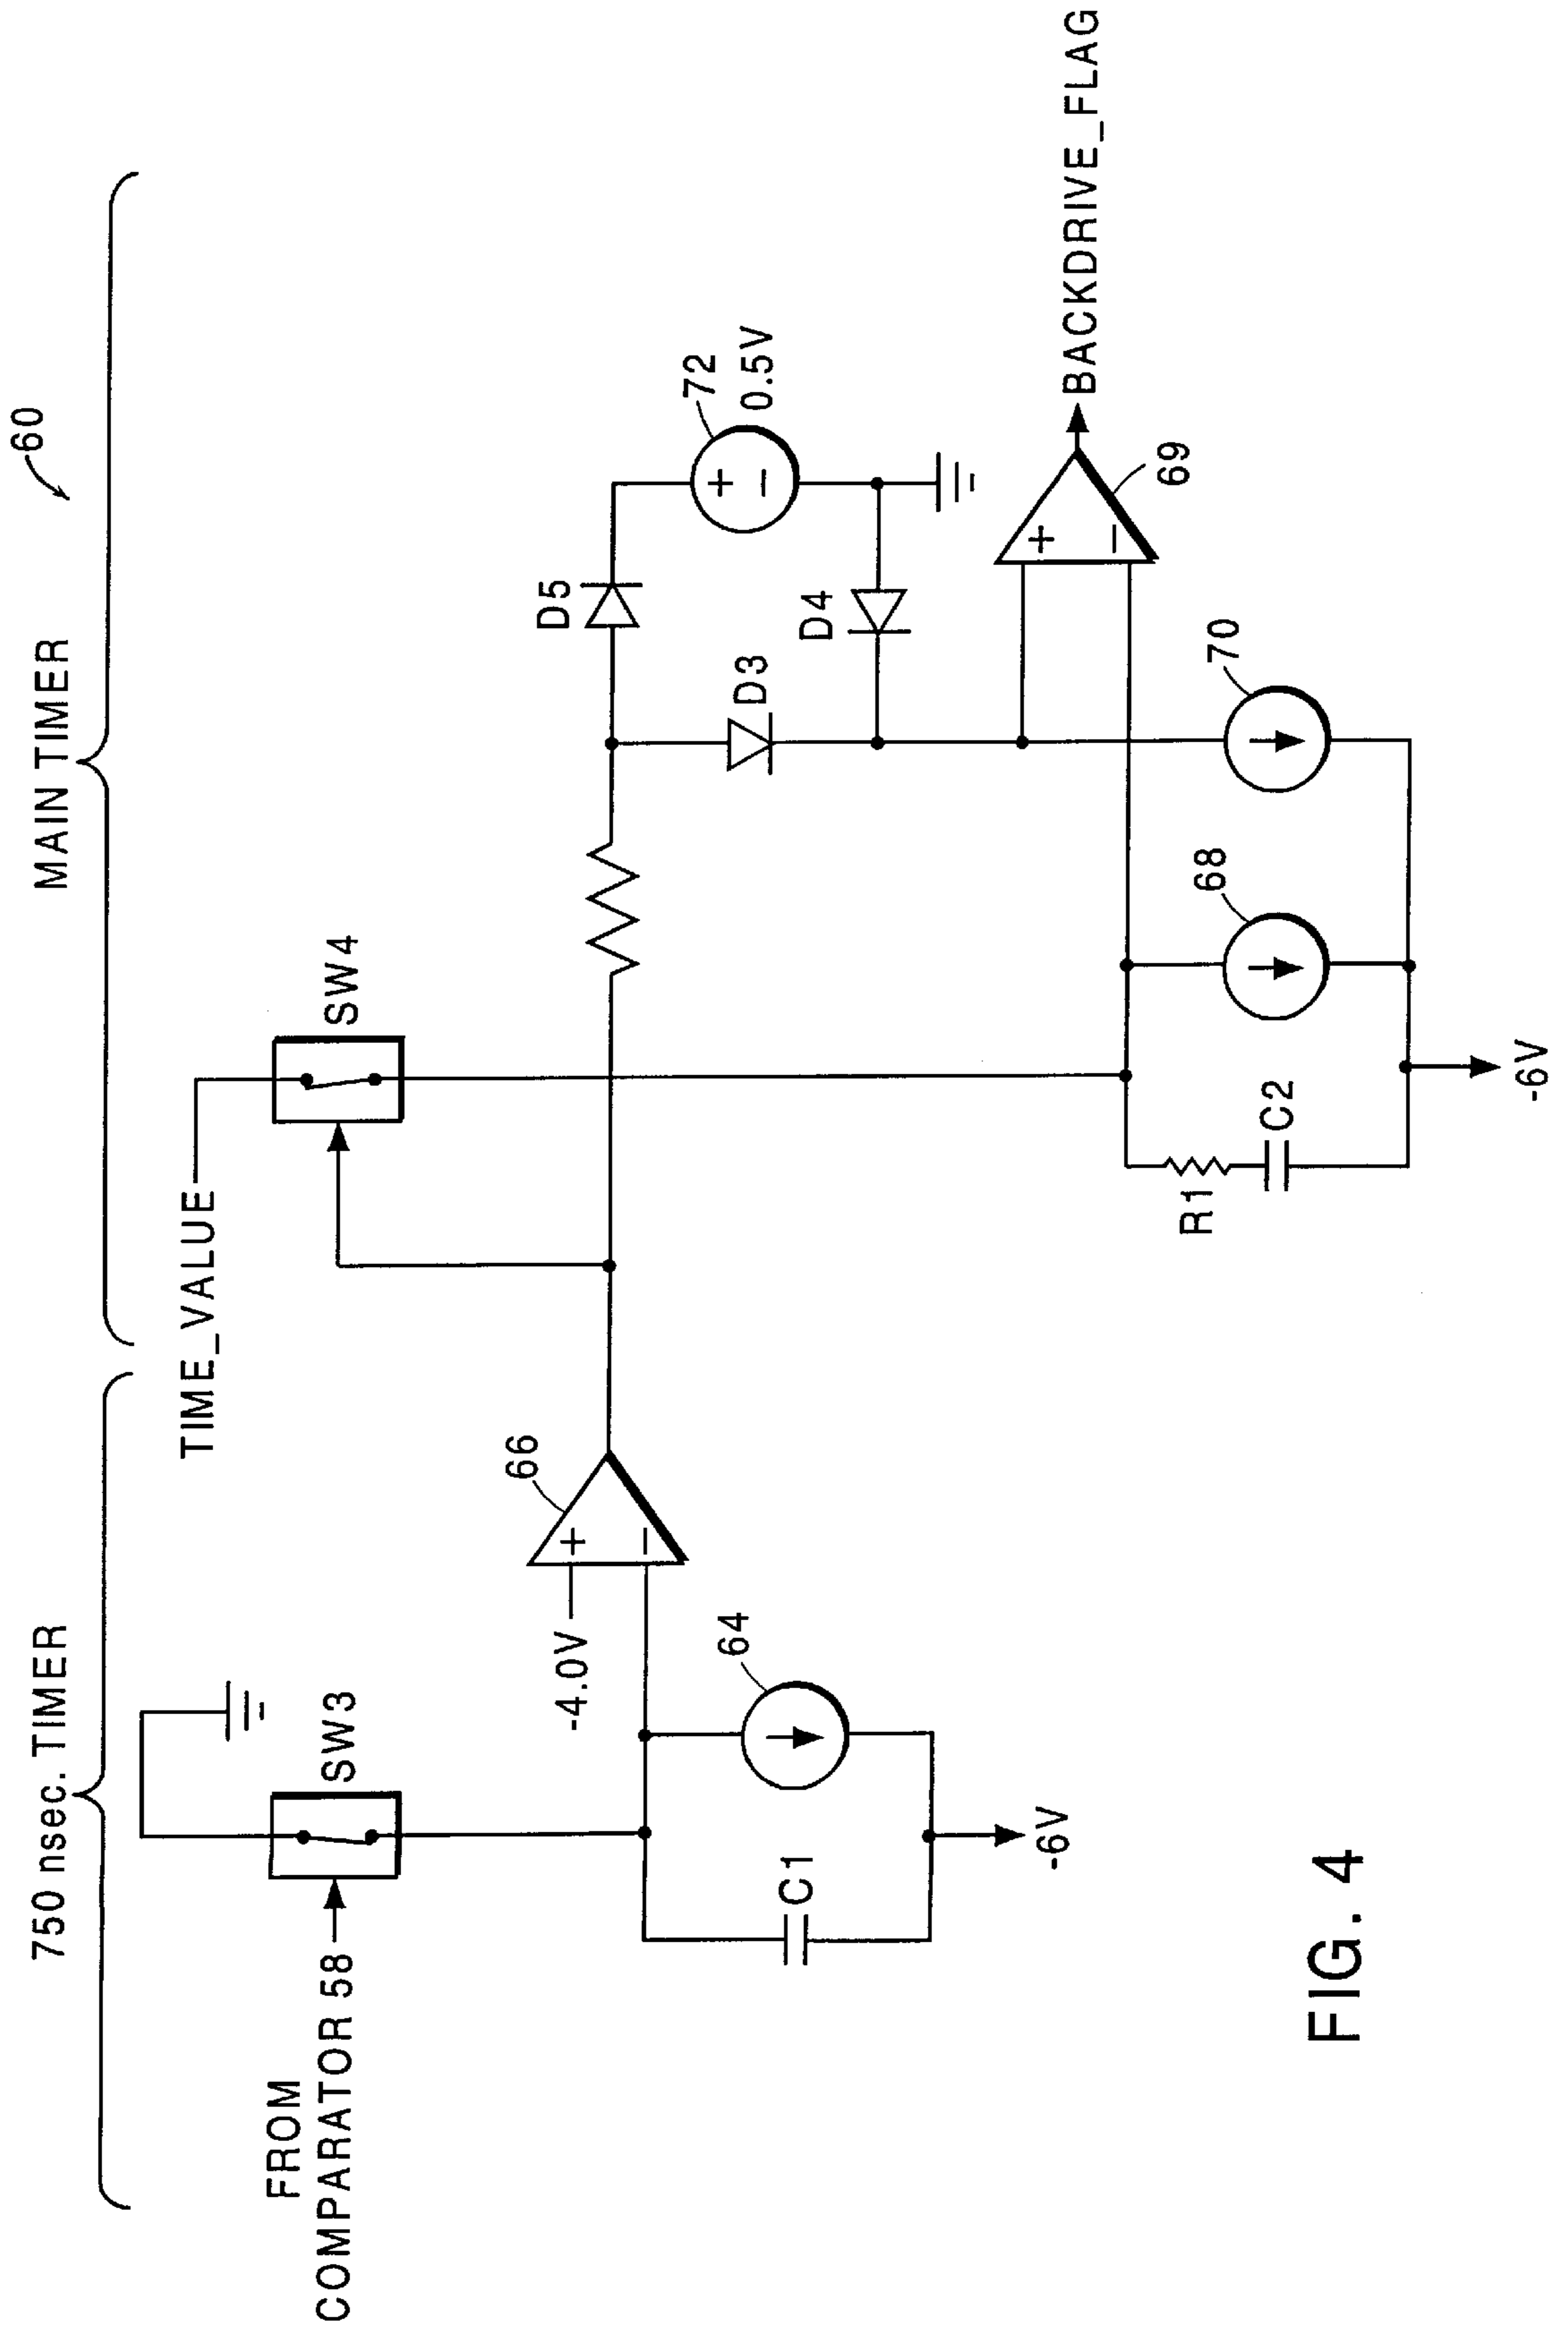 60
750 nsec. TIMER
MAIN TIMER
FROM
COMPARATOR 58
SW3
TIME_VALUE
SW4
-4.0V
+
−
66
64
C1
-6V
D5
72
+
−
0.5V
D3
D4
+
−
69
BACKDRIVE_FLAG
R1
C2
68
70
-6V
FIG. 4